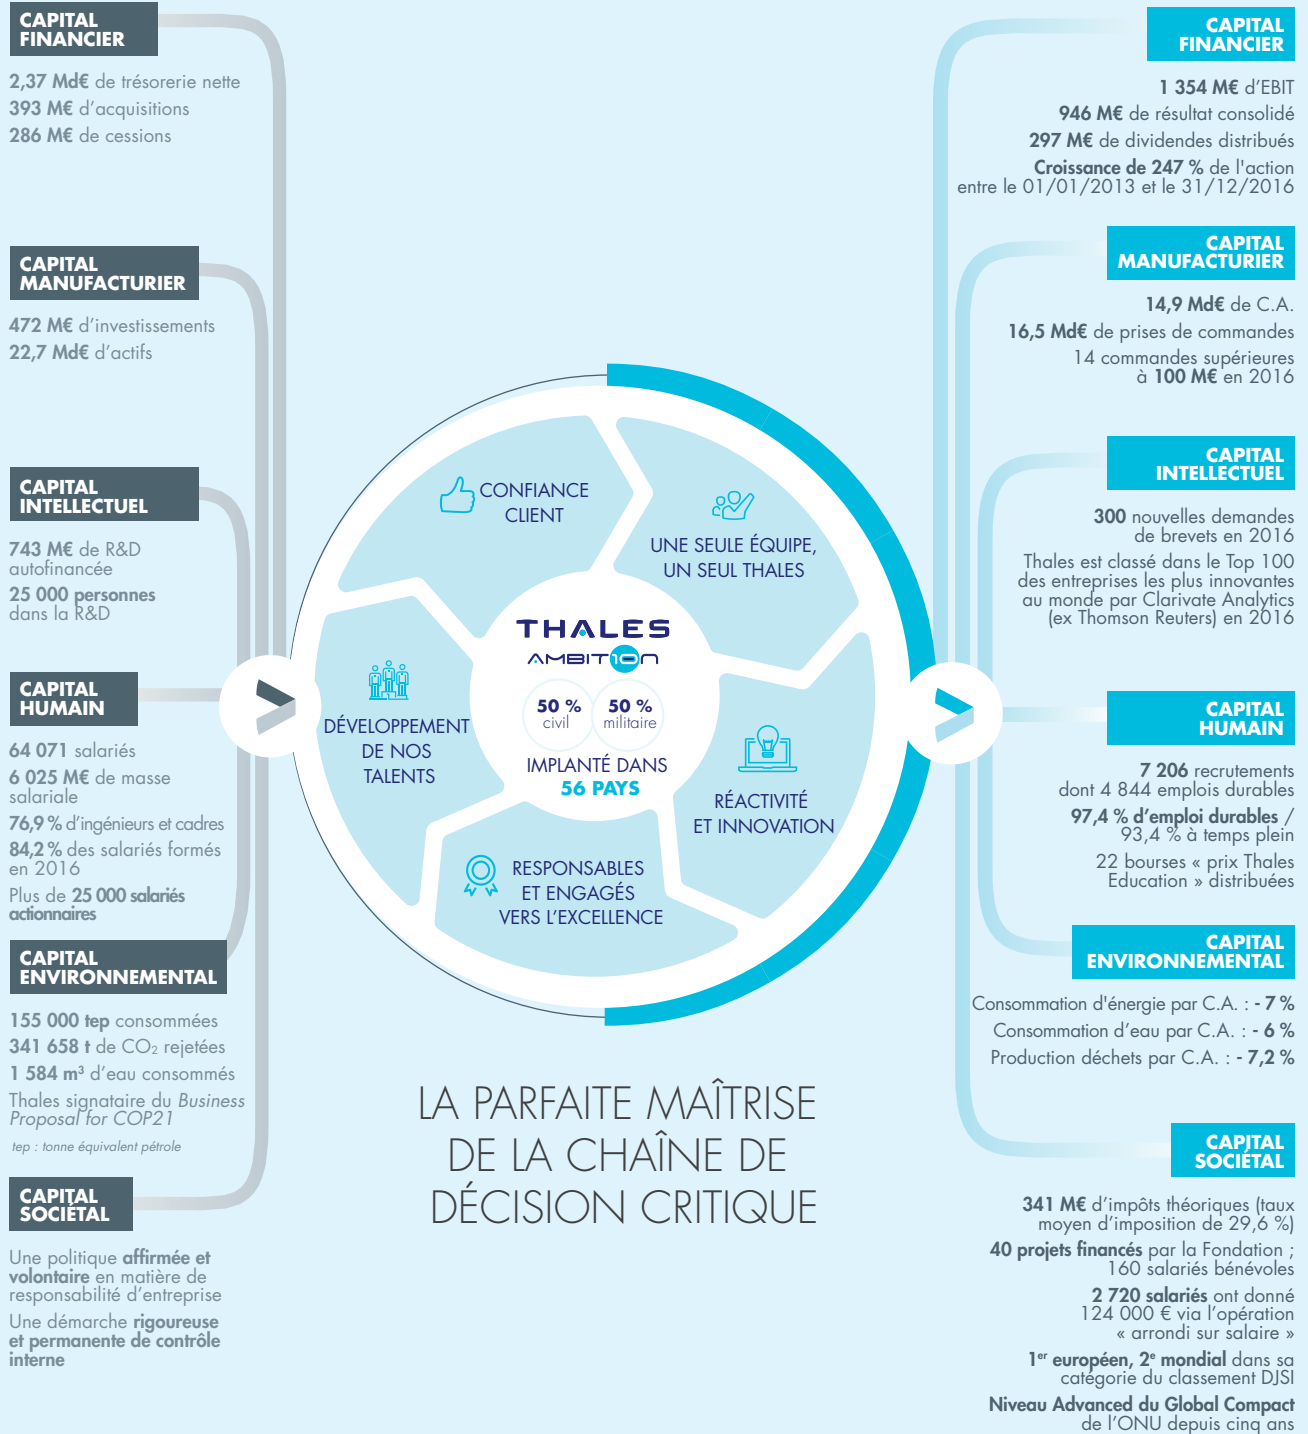 CAPITAL
FINANCIER
2,37 Md€ de trésorerie nette
393 M€ d'acquisitions
286 M€ de cessions
CAPITAL
MANUFACTURIER
472 M€ d'investissements
22,7 Md€ d'actifs
CAPITAL
INTELLECTUEL
743 M€ de R&D
autofinancée
25 000 personnes
dans la R&D
CAPITAL
HUMAIN
64 071 salariés
6 025 M€ de masse
salariale
76,9 % d'ingénieurs et cadres
84,2 % des salariés formés
en 2016
Plus de 25 000 salariés
actionnaires
CAPITAL
ENVIRONNEMENTAL
155 000 tep consommées
341 658 t de CO₂ rejetées
1 584 m³ d'eau consommés
Thales signataire du Business
Proposal for COP21
tep : tonne équivalent pétrole
CAPITAL
SOCIÉTAL
Une politique affirmée et
volontaire en matière de
responsabilité d'entreprise
Une démarche rigoureuse
et permanente de contrôle
interne
CONFIANCE
CLIENT
UNE SEULE ÉQUIPE,
UN SEUL THALES
DÉVELOPPEMENT
DE NOS
TALENTS
THALES
AMBITION
10
50 %
civil
50 %
militaire
IMPLANTÉ DANS
56 PAYS
RÉACTIVITÉ
ET INNOVATION
RESPONSABLES
ET ENGAGÉS
VERS L'EXCELLENCE
LA PARFAITE MAÎTRISE
DE LA CHAÎNE DE
DÉCISION CRITIQUE
CAPITAL
FINANCIER
1 354 M€ d'EBIT
946 M€ de résultat consolidé
297 M€ de dividendes distribués
Croissance de 247 % de l'action
entre le 01/01/2013 et le 31/12/2016
CAPITAL
MANUFACTURIER
14,9 Md€ de C.A.
16,5 Md€ de prises de commandes
14 commandes supérieures
à 100 M€ en 2016
CAPITAL
INTELLECTUEL
300 nouvelles demandes
de brevets en 2016
Thales est classé dans le Top 100
des entreprises les plus innovantes
au monde par Clarivate Analytics
(ex Thomson Reuters) en 2016
CAPITAL
HUMAIN
7 206 recrutements
dont 4 844 emplois durables
97,4 % d'emploi durables /
93,4 % à temps plein
22 bourses « prix Thales
Education » distribuées
CAPITAL
ENVIRONNEMENTAL
Consommation d'énergie par C.A. : - 7 %
Consommation d'eau par C.A. : - 6 %
Production déchets par C.A. : - 7,2 %
CAPITAL
SOCIÉTAL
341 M€ d'impôts théoriques (taux
moyen d'imposition de 29,6 %)
40 projets financés par la Fondation ;
160 salariés bénévoles
2 720 salariés ont donné
124 000 € via l'opération
« arrondi sur salaire »
1er européen, 2e mondial dans sa
catégorie du classement DJSI
Niveau Advanced du Global Compact
de l'ONU depuis cinq ans